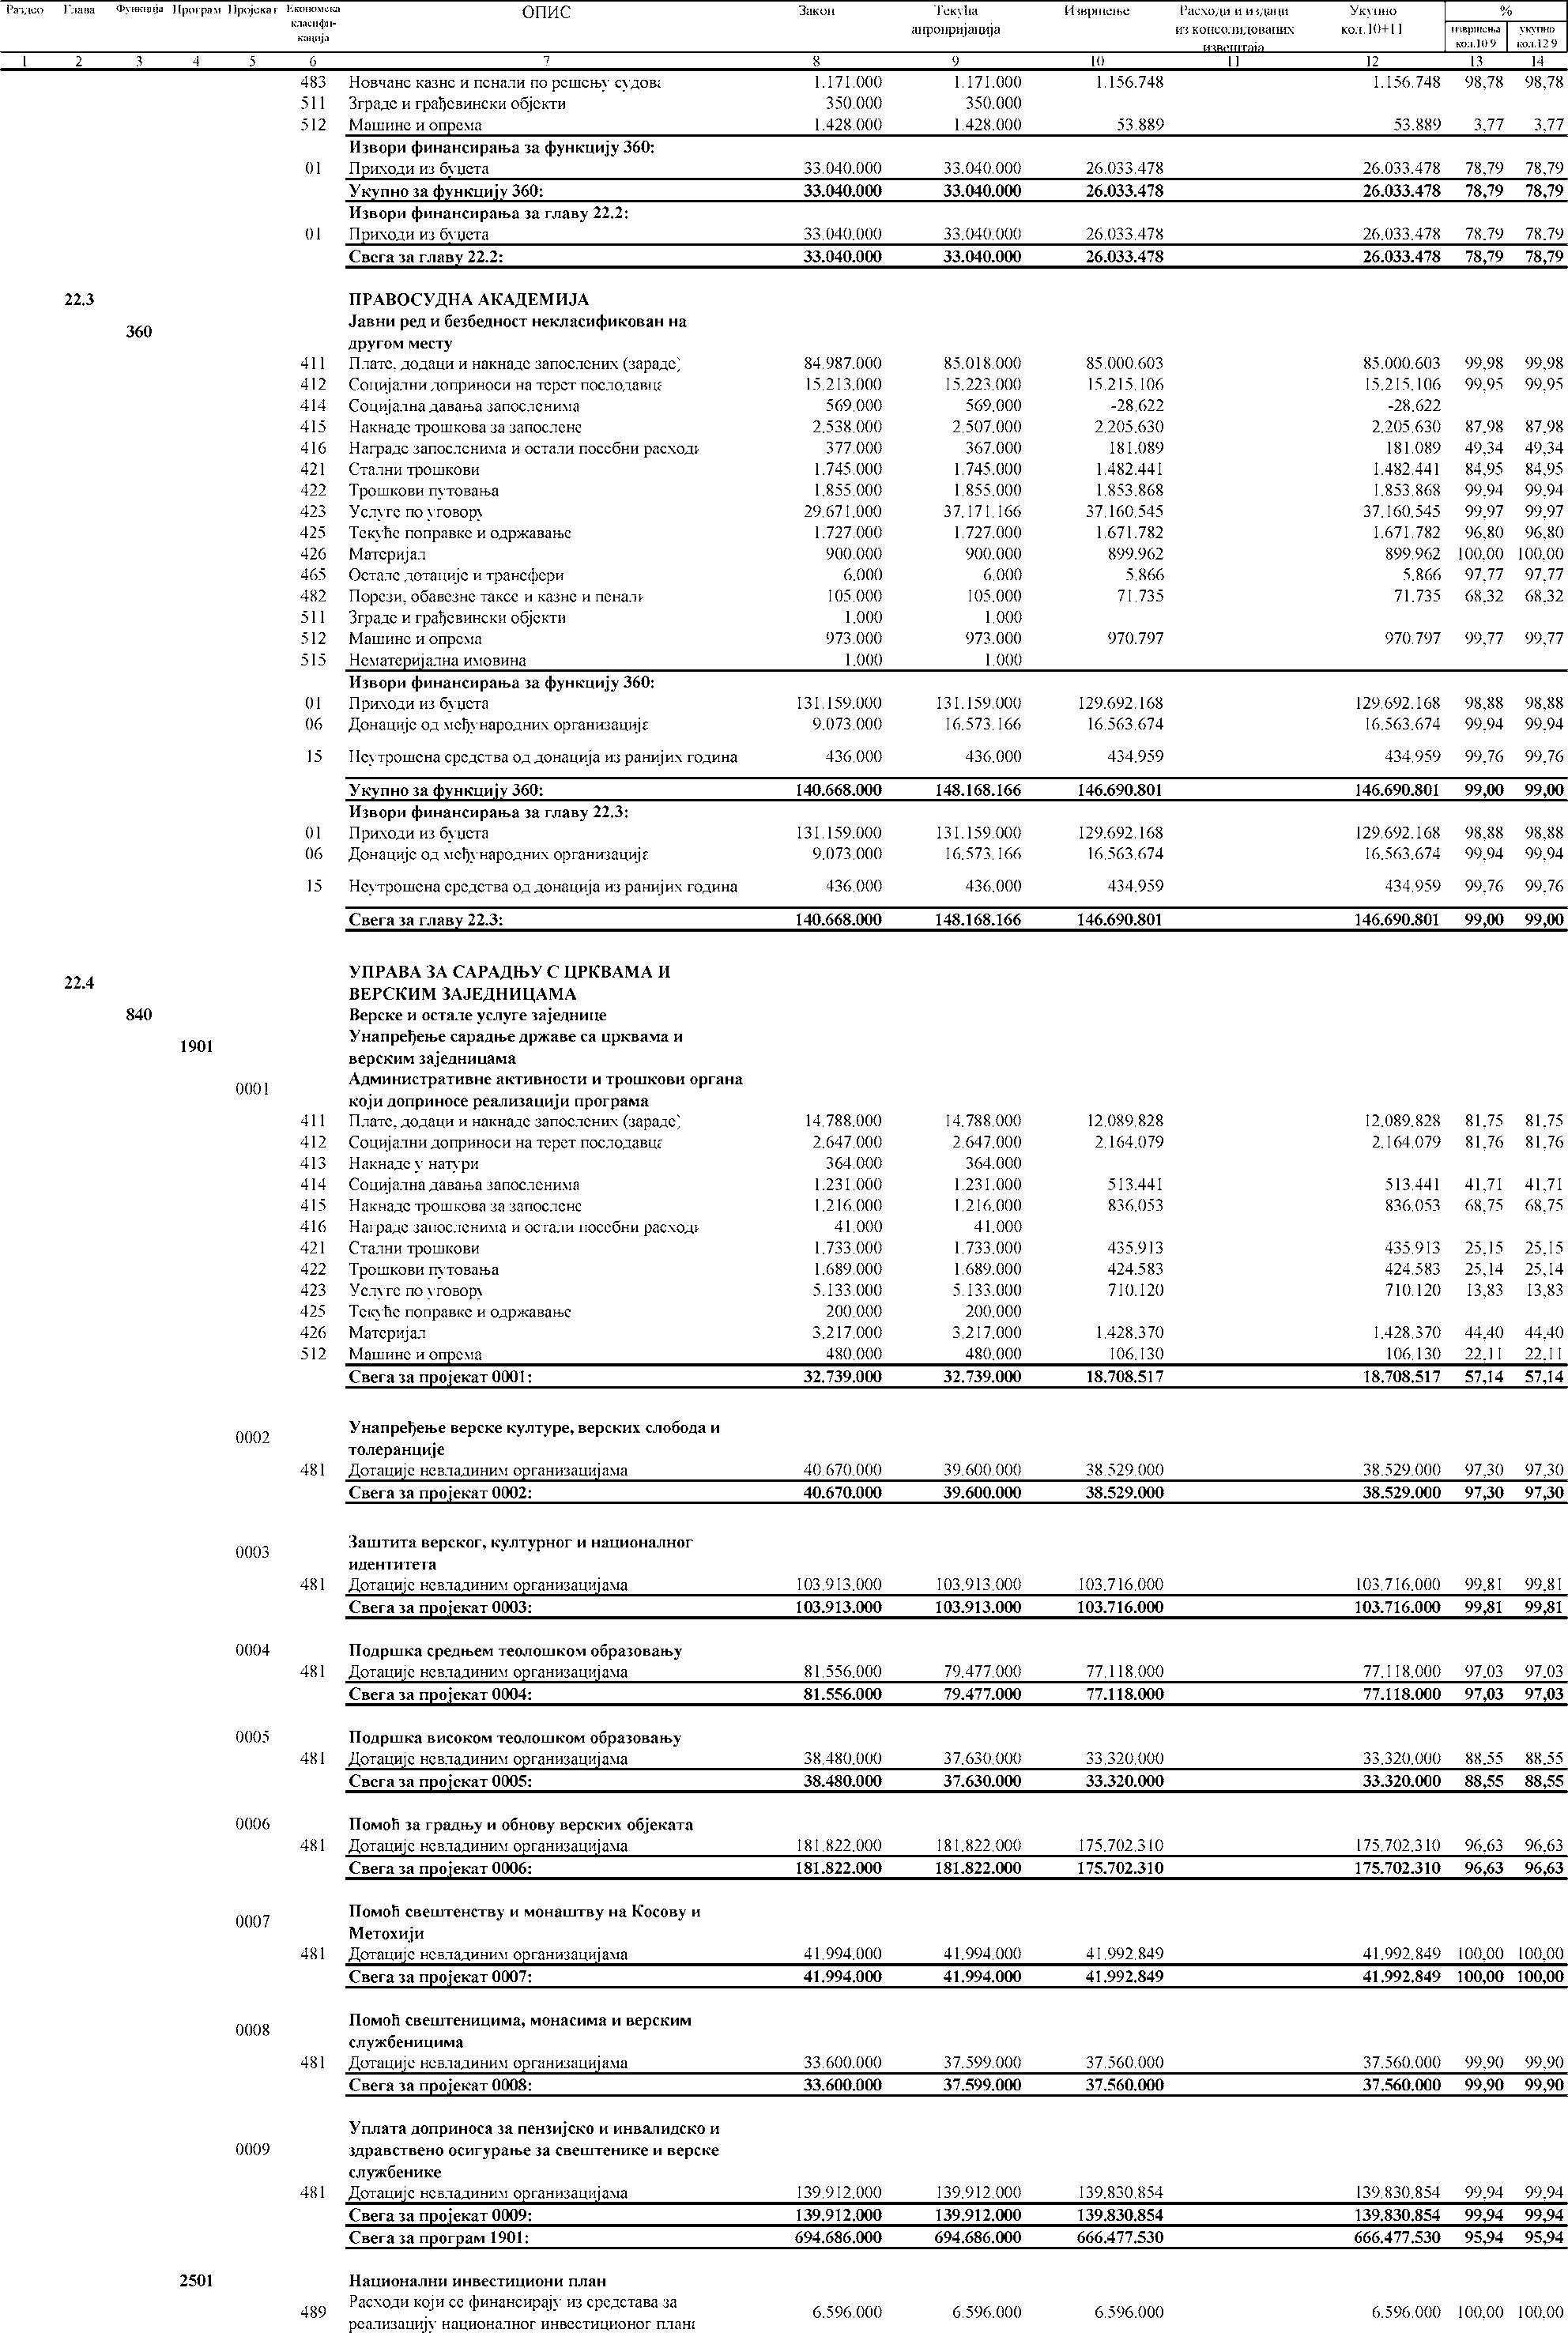 Раздео Глава Функција Програм Пројекат Економска класифи-кација ОПИС Закон Текућа апропријација Извршење Расходи и издаци из консолидованих извештаја Укупно кол.10+11 % извршења кол.10 9 укупно кол.12 9
1 2 3 4 5 6 7 8 9 10 11 12 13 14
483 Новчане казне и пенали по решењу судова 1.171.000 1.171.000 1.156.748 1.156.748 98,78 98,78
511 Зграде и грађевински објекти 350.000 350.000
512 Машине и опрема 1.428.000 1.428.000 53.889 53.889 3,77 3,77
Извори финансирања за функцију 360:
01 Приходи из буџета 33.040.000 33.040.000 26.033.478 26.033.478 78,79 78,79
Укупно за функцију 360: 33.040.000 33.040.000 26.033.478 26.033.478 78,79 78,79
Извори финансирања за главу 22.2:
01 Приходи из буџета 33.040.000 33.040.000 26.033.478 26.033.478 78,79 78,79
Свега за главу 22.2: 33.040.000 33.040.000 26.033.478 26.033.478 78,79 78,79
22.3 ПРАВОСУДНА АКАДЕМИЈА
360 Јавни ред и безбедност некласификован на
другом месту
411 Плате, додаци и накнаде запослених (зараде) 84.987.000 85.018.000 85.000.603 85.000.603 99,98 99,98
412 Социјални доприноси на терет послодавца 15.213.000 15.223.000 15.215.106 15.215.106 99,95 99,95
414 Социјална давања запосленима 569.000 569.000 -28.622 -28.622
415 Накнаде трошкова за запослене 2.538.000 2.507.000 2.205.630 2.205.630 87,98 87,98
416 Награде запосленима и остали посебни расходи 377.000 367.000 181.089 181.089 49,34 49,34
421 Стални трошкови 1.745.000 1.745.000 1.482.441 1.482.441 84,95 84,95
422 Трошкови путовања 1.855.000 1.855.000 1.853.868 1.853.868 99,94 99,94
423 Услуге по уговору 29.671.000 37.171.166 37.160.545 37.160.545 99,97 99,97
425 Текуће поправке и одржавање 1.727.000 1.727.000 1.671.782 1.671.782 96,80 96,80
426 Материјал 900.000 900.000 899.962 899.962 100,00 100,00
465 Остале дотације и трансфери 6.000 6.000 5.866 5.866 97,77 97,77
482 Порези, обавезне таксе и казне и пенали 105.000 105.000 71.735 71.735 68,32 68,32
511 Зграде и грађевински објекти 1.000 1.000
512 Машине и опрема 973.000 973.000 970.797 970.797 99,77 99,77
515 Нематеријална имовина 1.000 1.000
Извори финансирања за функцију 360:
01 Приходи из буџета 131.159.000 131.159.000 129.692.168 129.692.168 98,88 98,88
06 Донације од међународних организација 9.073.000 16.573.166 16.563.674 16.563.674 99,94 99,94
15 Неутрошена средства од донација из ранијих година 436.000 436.000 434.959 434.959 99,76 99,76
Укупно за функцију 360: 140.668.000 148.168.166 146.690.801 146.690.801 99,00 99,00
Извори финансирања за главу 22.3:
01 Приходи из буџета 131.159.000 131.159.000 129.692.168 129.692.168 98,88 98,88
06 Донације од међународних организација 9.073.000 16.573.166 16.563.674 16.563.674 99,94 99,94
15 Неутрошена средства од донација из ранијих година 436.000 436.000 434.959 434.959 99,76 99,76
Свега за главу 22.3: 140.668.000 148.168.166 146.690.801 146.690.801 99,00 99,00
22.4 УПРАВА ЗА САРАДЊУ С ЦРКВАМА И
ВЕРСКИМ ЗАЈЕДНИЦАМА
840 Верске и остале услуге заједнице
1901 Унапређење сарадње државе са црквама и
верским заједницама
0001 Административне активности и трошкови органа
који доприносе реализацији програма
411 Плате, додаци и накнаде запослених (зараде) 14.788.000 14.788.000 12.089.828 12.089.828 81,75 81,75
412 Социјални доприноси на терет послодавца 2.647.000 2.647.000 2.164.079 2.164.079 81,76 81,76
413 Накнаде у натури 364.000 364.000
414 Социјална давања запосленима 1.231.000 1.231.000 513.441 513.441 41,71 41,71
415 Накнаде трошкова за запослене 1.216.000 1.216.000 836.053 836.053 68,75 68,75
416 Награде запосленима и остали посебни расходи 41.000 41.000
421 Стални трошкови 1.733.000 1.733.000 435.913 435.913 25,15 25,15
422 Трошкови путовања 1.689.000 1.689.000 424.583 424.583 25,14 25,14
423 Услуге по уговору 5.133.000 5.133.000 710.120 710.120 13,83 13,83
425 Текуће поправке и одржавање 200.000 200.000
426 Материјал 3.217.000 3.217.000 1.428.370 1.428.370 44,40 44,40
512 Машине и опрема 480.000 480.000 106.130 106.130 22,11 22,11
Свега за пројекат 0001: 32.739.000 32.739.000 18.708.517 18.708.517 57,14 57,14
0002 Унапређење верске културе, верских слобода и
толеранције
481 Дотације невладиним организацијама 40.670.000 39.600.000 38.529.000 38.529.000 97,30 97,30
Свега за пројекат 0002: 40.670.000 39.600.000 38.529.000 38.529.000 97,30 97,30
0003 Заштита верског, културног и националног
идентитета
481 Дотације невладиним организацијама 103.913.000 103.913.000 103.716.000 103.716.000 99,81 99,81
Свега за пројекат 0003: 103.913.000 103.913.000 103.716.000 103.716.000 99,81 99,81
0004 Подршка средњем теолошком образовању
481 Дотације невладиним организацијама 81.556.000 79.477.000 77.118.000 77.118.000 97,03 97,03
Свега за пројекат 0004: 81.556.000 79.477.000 77.118.000 77.118.000 97,03 97,03
0005 Подршка високом теолошком образовању
481 Дотације невладиним организацијама 38.480.000 37.630.000 33.320.000 33.320.000 88,55 88,55
Свега за пројекат 0005: 38.480.000 37.630.000 33.320.000 33.320.000 88,55 88,55
0006 Помоћ за градњу и обнову верских објеката
481 Дотације невладиним организацијама 181.822.000 181.822.000 175.702.310 175.702.310 96,63 96,63
Свега за пројекат 0006: 181.822.000 181.822.000 175.702.310 175.702.310 96,63 96,63
0007 Помоћ свештенству и монаштву на Косову и
Метохији
481 Дотације невладиним организацијама 41.994.000 41.994.000 41.992.849 41.992.849 100,00 100,00
Свега за пројекат 0007: 41.994.000 41.994.000 41.992.849 41.992.849 100,00 100,00
0008 Помоћ свештеницима, монасима и верским
службеницима
481 Дотације невладиним организацијама 33.600.000 37.599.000 37.560.000 37.560.000 99,90 99,90
Свега за пројекат 0008: 33.600.000 37.599.000 37.560.000 37.560.000 99,90 99,90
0009 Уплата доприноса за пензијско и инвалидско и
здравствено осигурање за свештенике и верске
службенике
481 Дотације невладиним организацијама 139.912.000 139.912.000 139.830.854 139.830.854 99,94 99,94
Свега за пројекат 0009: 139.912.000 139.912.000 139.830.854 139.830.854 99,94 99,94
Свега за програм 1901: 694.686.000 694.686.000 666.477.530 666.477.530 95,94 95,94
2501 Национални инвестициони план
489 Расходи који се финансирају из средстава за
реализацију националног инвестиционог плана 6.596.000 6.596.000 6.596.000 6.596.000 100,00 100,00